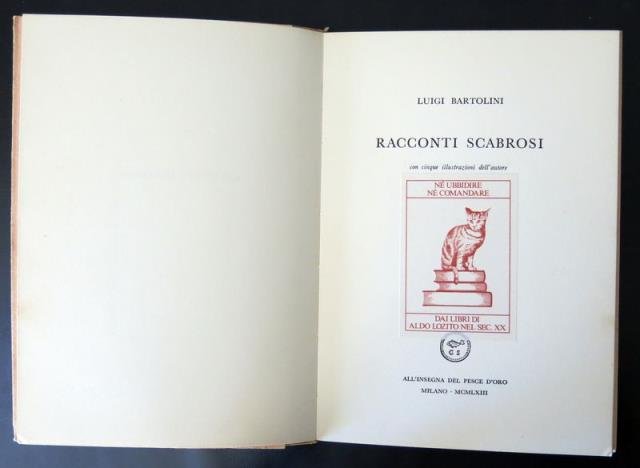 LUIGI BARTOLINI
RACCONTI SCABROSI
con cinque illustrazioni dell'autore
NÉ UBBIDIRE
NÉ COMANDARE
DAI LIBRI DI
ALDO LOZITO NEL SEC. XX
G S
ALL'INSEGNA DEL PESCE D'ORO
MILANO - MCMLXIII